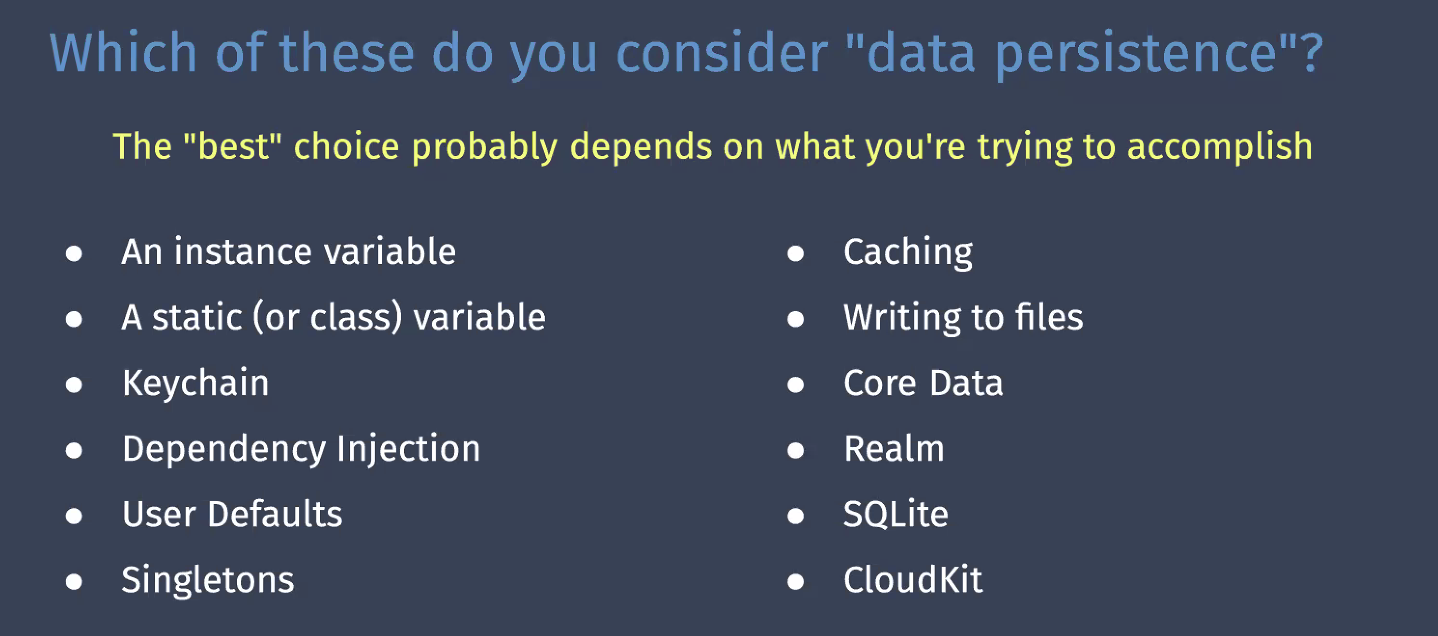 Which of these do you consider "data persistence"?
The "best" choice probably depends on what you're trying to accomplish
● An instance variable
● A static (or class) variable
● Keychain
● Dependency Injection
● User Defaults
● Singletons
● Caching
● Writing to files
● Core Data
● Realm
● SQLite
● CloudKit